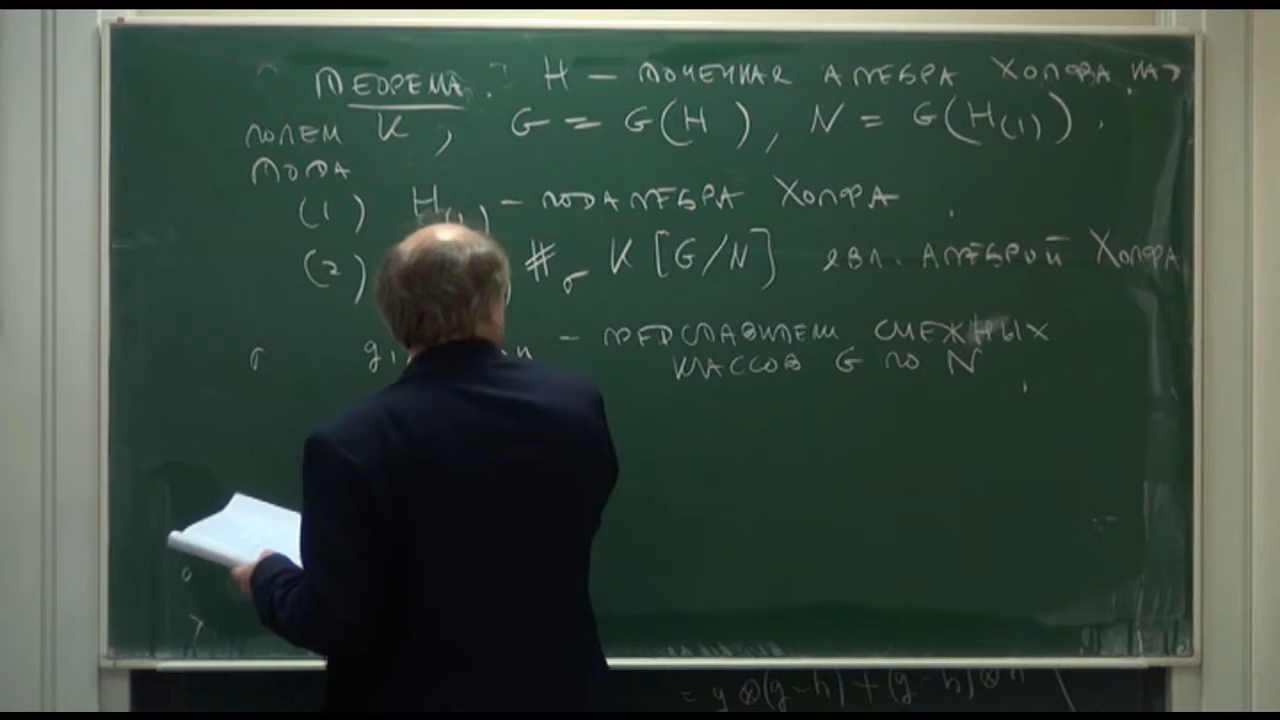 Теорема. H – точечная алгебра Хопфа над
полем K, G = G(H), N = G(H(1)).
Тогда
(1) H(1) – подалгебра Хопфа.
(2) #σ K[G/N] явл. алгеброй Хопфа
σ g1, – представители смежных
классов G по N
= g⊗(g-h)+(g-h)⊗h